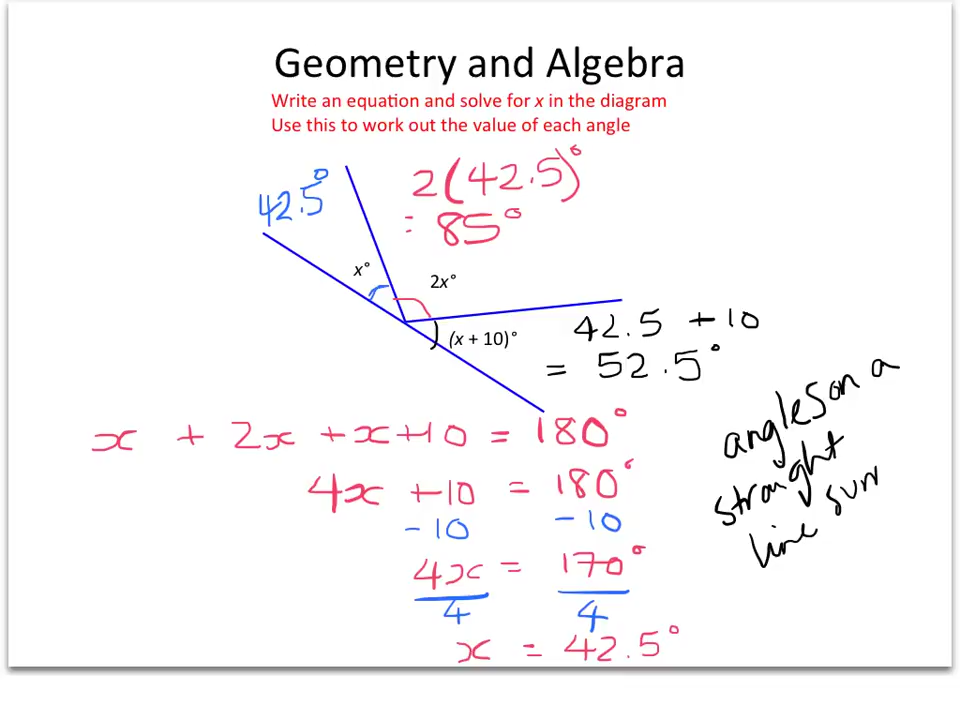 Geometry and Algebra
Write an equation and solve for x in the diagram
Use this to work out the value of each angle
42.5°
2(42.5)°
= 85°
x°
2x°
(x + 10)°
42.5 + 10
= 52.5°
angles on a
straight
line sum
x + 2x + x + 10 = 180°
4x + 10 = 180°
- 10 - 10
4x = 170°
4 4
x = 42.5°